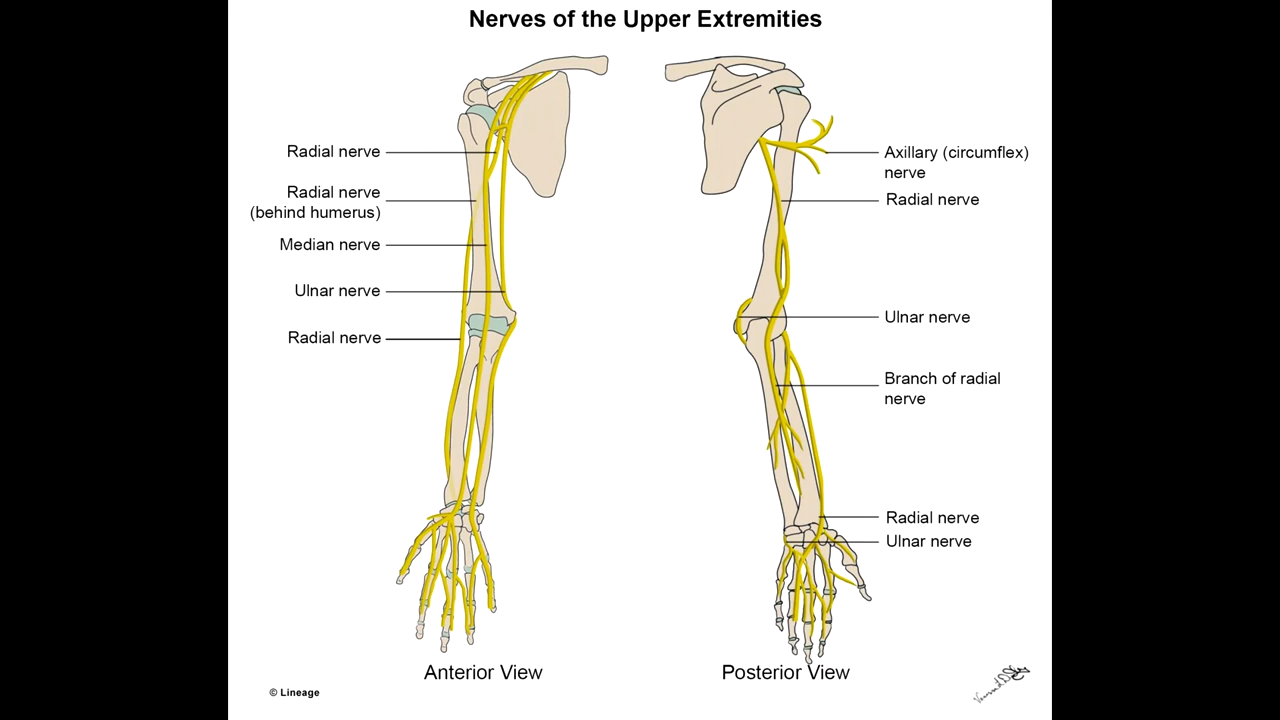 Nerves of the Upper Extremities
Radial nerve
Radial nerve
(behind humerus)
Median nerve
Ulnar nerve
Radial nerve
Axillary (circumflex)
nerve
Radial nerve
Ulnar nerve
Branch of radial
nerve
Radial nerve
Ulnar nerve
Anterior View
Posterior View
© Lineage